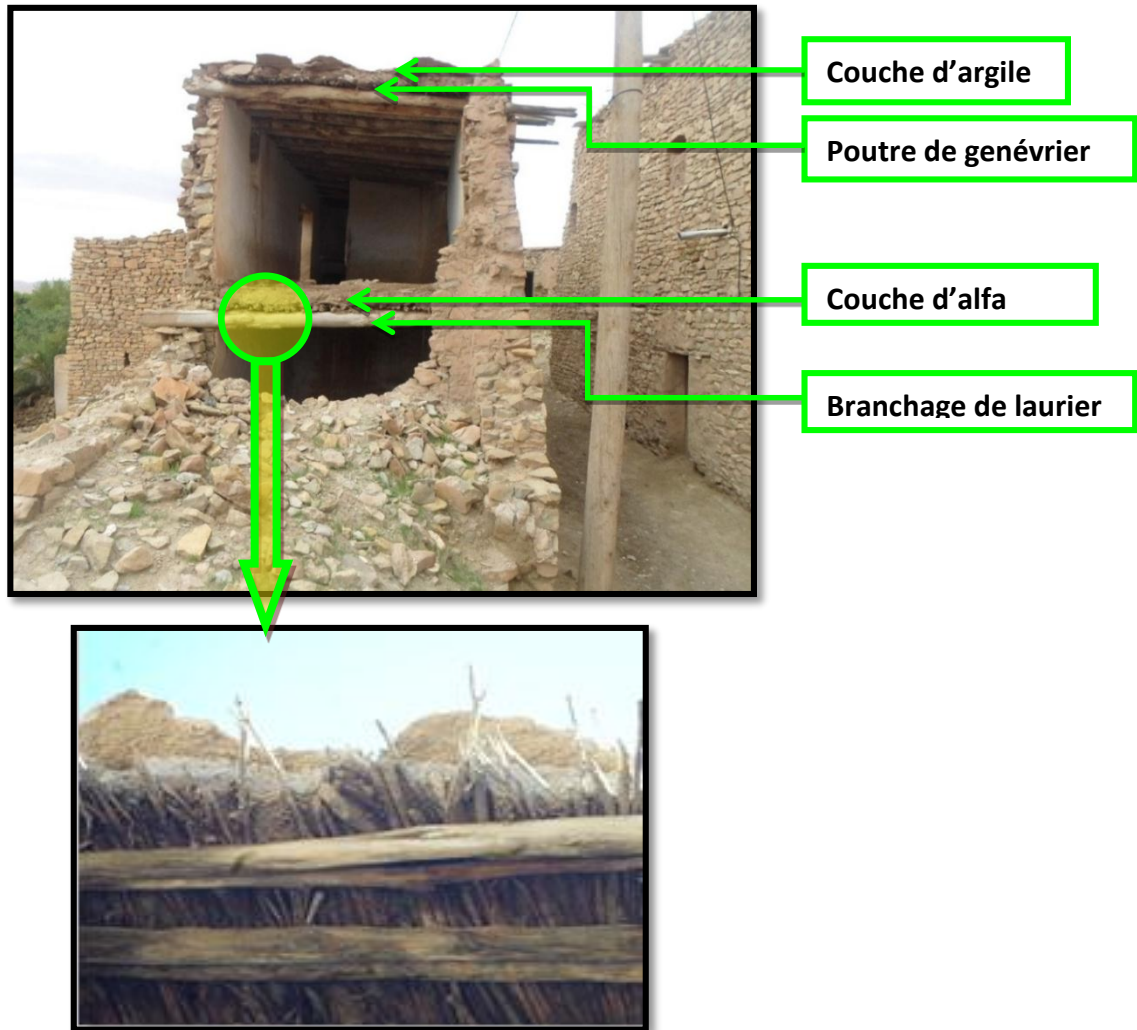 Couche d'argile
Poutre de genévrier
Couche d'alfa
Branchage de laurier